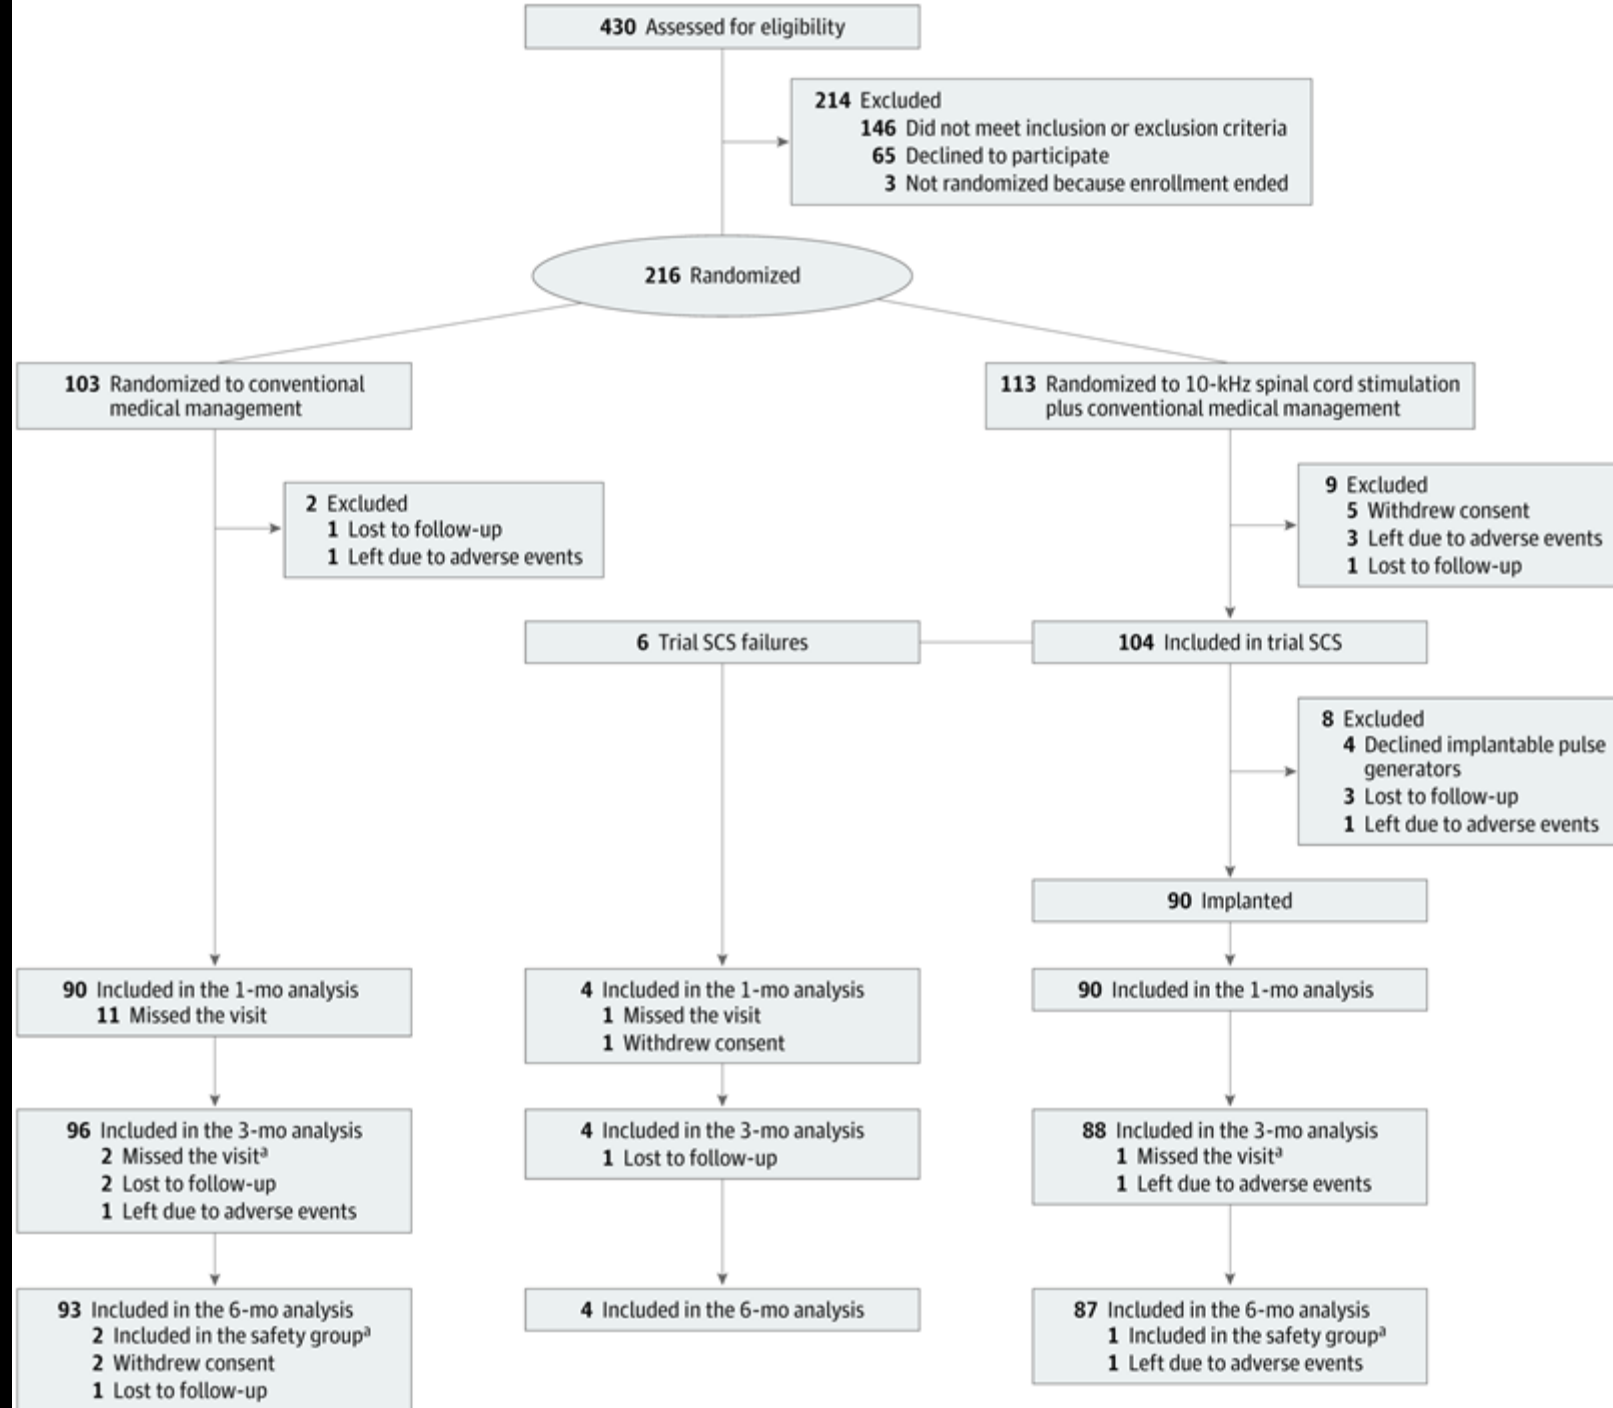 430 Assessed for eligibility
214 Excluded
146 Did not meet inclusion or exclusion criteria
65 Declined to participate
3 Not randomized because enrollment ended
216 Randomized
103 Randomized to conventional
medical management
113 Randomized to 10-kHz spinal cord stimulation
plus conventional medical management
2 Excluded
1 Lost to follow-up
1 Left due to adverse events
9 Excluded
5 Withdrew consent
3 Left due to adverse events
1 Lost to follow-up
6 Trial SCS failures
104 Included in trial SCS
8 Excluded
4 Declined implantable pulse
generators
3 Lost to follow-up
1 Left due to adverse events
90 Implanted
90 Included in the 1-mo analysis
11 Missed the visit
4 Included in the 1-mo analysis
1 Missed the visit
1 Withdrew consent
90 Included in the 1-mo analysis
96 Included in the 3-mo analysis
2 Missed the visitᵃ
2 Lost to follow-up
1 Left due to adverse events
4 Included in the 3-mo analysis
1 Lost to follow-up
88 Included in the 3-mo analysis
1 Missed the visitᵃ
1 Left due to adverse events
93 Included in the 6-mo analysis
2 Included in the safety groupᵃ
2 Withdrew consent
1 Lost to follow-up
4 Included in the 6-mo analysis
87 Included in the 6-mo analysis
1 Included in the safety groupᵃ
1 Left due to adverse events